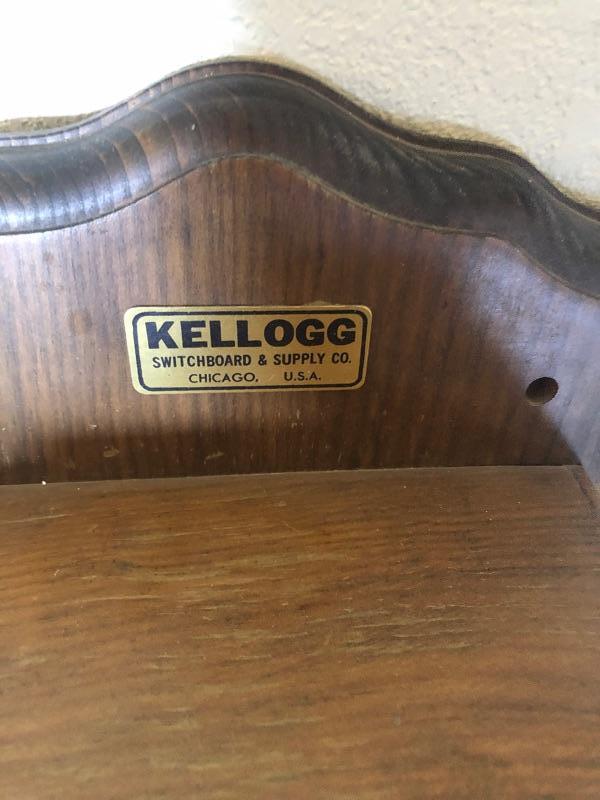 KELLOGG
SWITCHBOARD & SUPPLY CO.
CHICAGO, U.S.A.